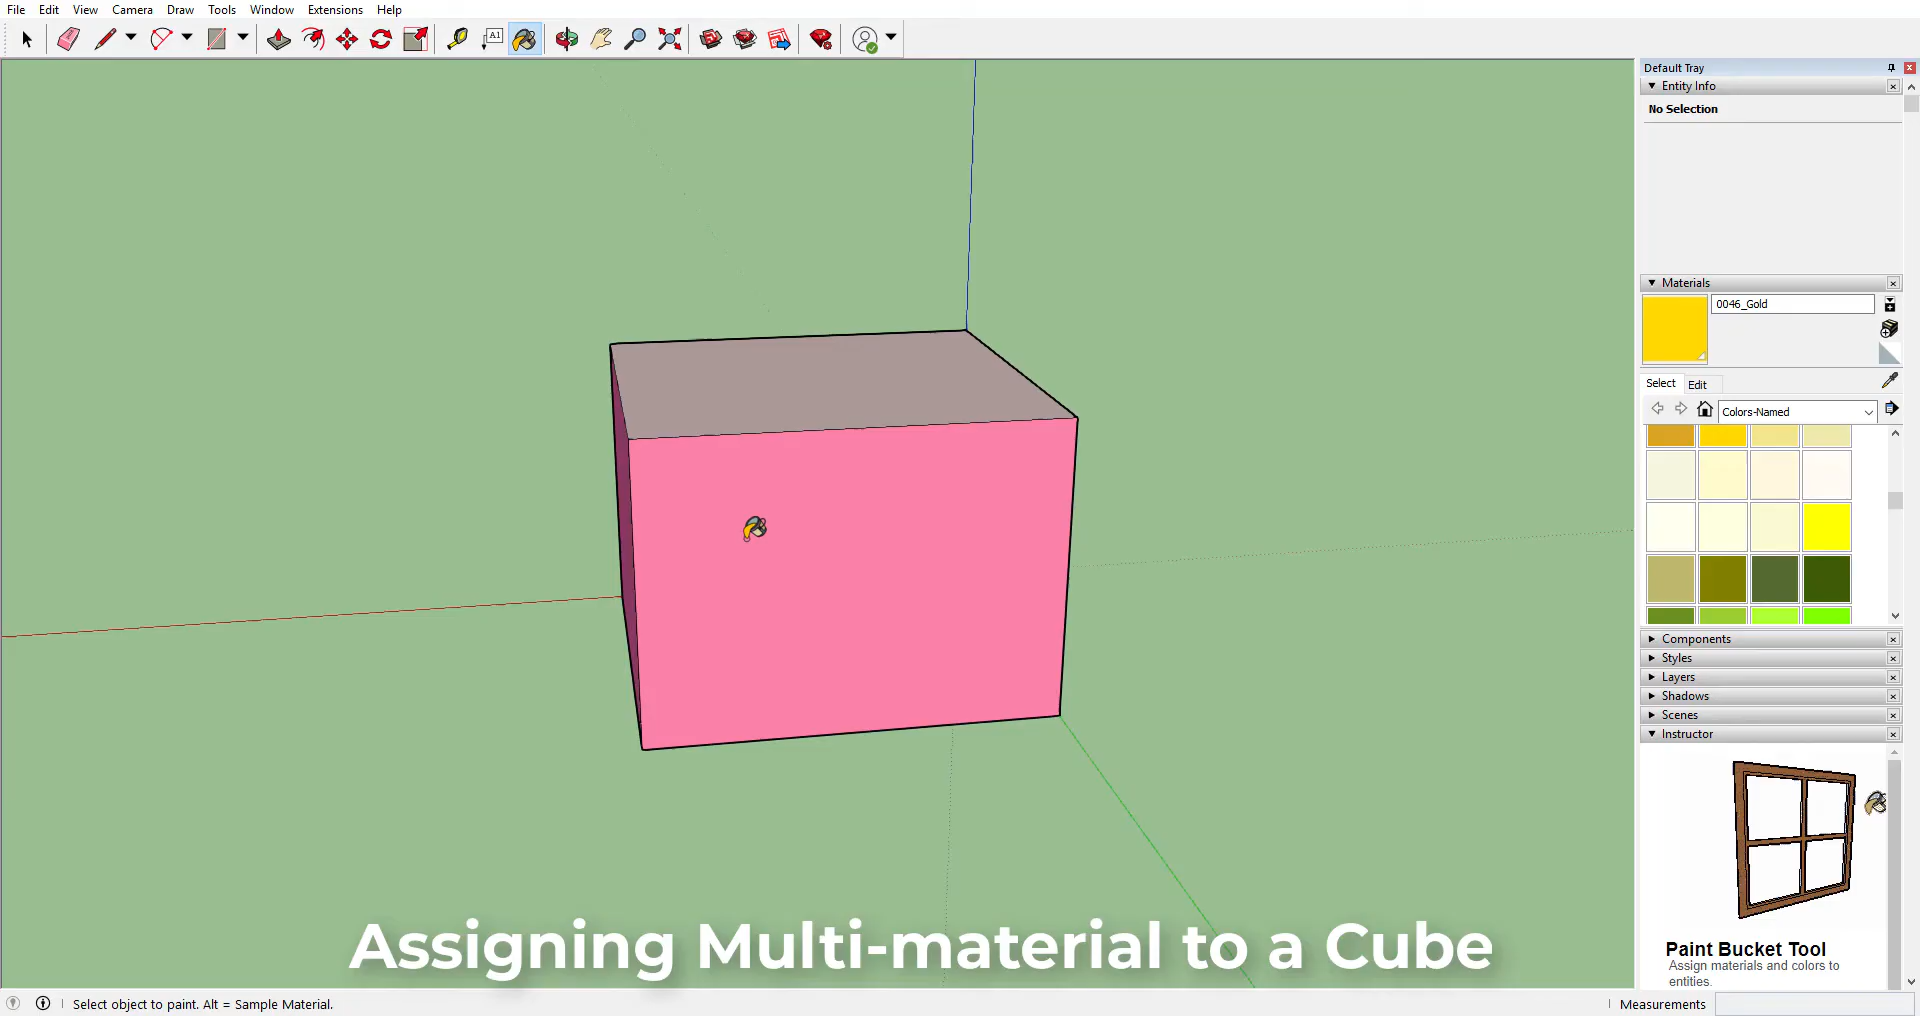 File Edit View Camera Draw Tools Window Extensions Help
A1
Default Tray
Entity Info
No Selection
Materials
0046_Gold
Select Edit
Colors-Named
Components
Styles
Layers
Shadows
Scenes
Instructor
Paint Bucket Tool
Assign materials and colors to
entities.
Assigning Multi-material to a Cube
Select object to paint. Alt = Sample Material.
Measurements